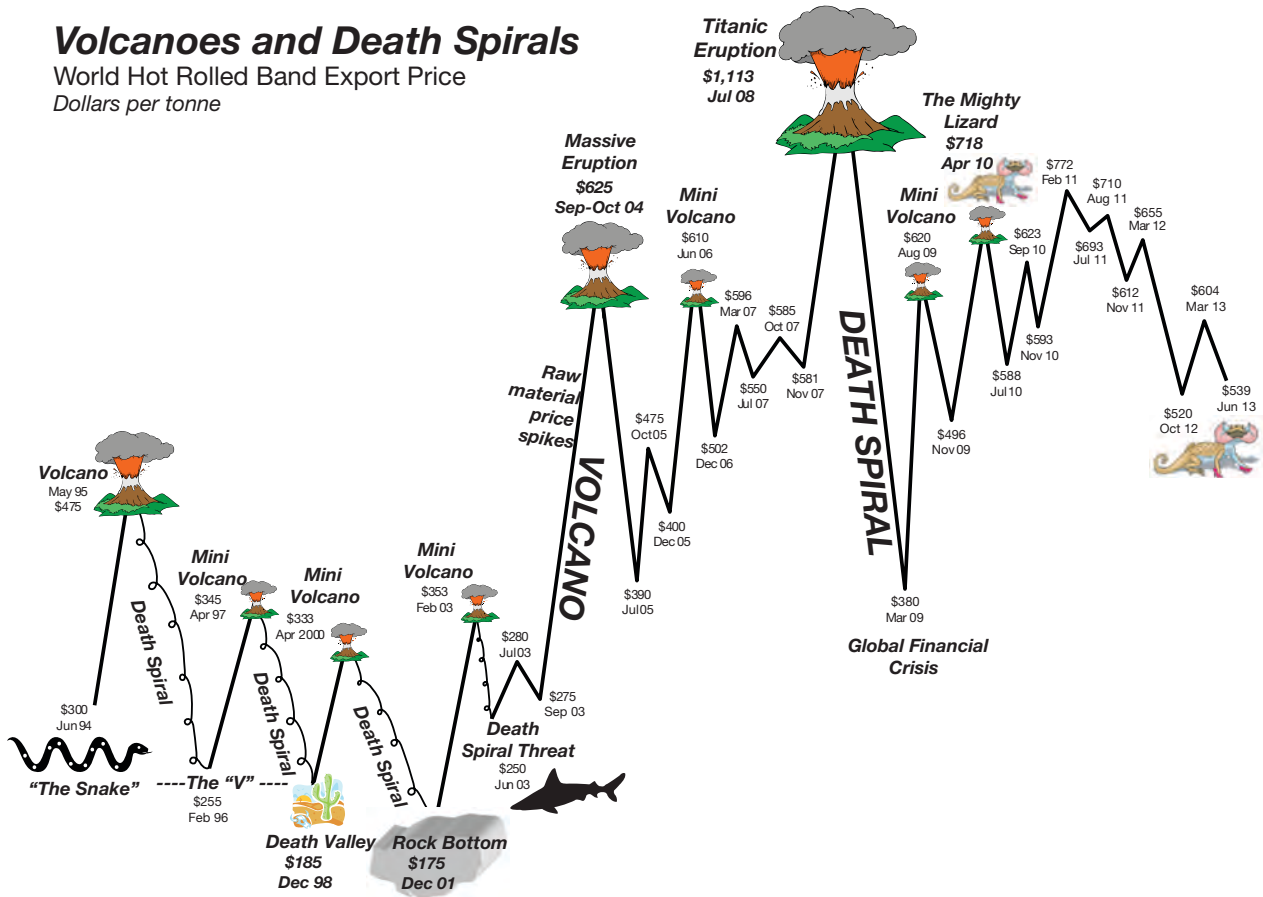 Volcanoes and Death Spirals
World Hot Rolled Band Export Price
Dollars per tonne
Volcano
May 95
$475
$300
Jun 94
“The Snake”
Death Spiral
----The “V” ----
$255
Feb 96
Mini
Volcano
$345
Apr 97
Death Spiral
Death Valley
$185
Dec 98
Mini
Volcano
$333
Apr 2000
Death Spiral
Rock Bottom
$175
Dec 01
Mini
Volcano
$353
Feb 03
Death
Spiral Threat
$250
Jun 03
$280
Jul 03
$275
Sep 03
Raw
material
price
spikes
VOLCANO
Massive
Eruption
$625
Sep-Oct 04
$390
Jul 05
$475
Oct 05
$400
Dec 05
Mini
Volcano
$610
Jun 06
$502
Dec 06
$596
Mar 07
$550
Jul 07
$585
Oct 07
$581
Nov 07
Titanic
Eruption
$1,113
Jul 08
DEATH SPIRAL
$380
Mar 09
Global Financial
Crisis
Mini
Volcano
$620
Aug 09
$496
Nov 09
The Mighty
Lizard
$718
Apr 10
$588
Jul 10
$623
Sep 10
$593
Nov 10
$772
Feb 11
$693
Jul 11
$710
Aug 11
$612
Nov 11
$655
Mar 12
$520
Oct 12
$604
Mar 13
$539
Jun 13